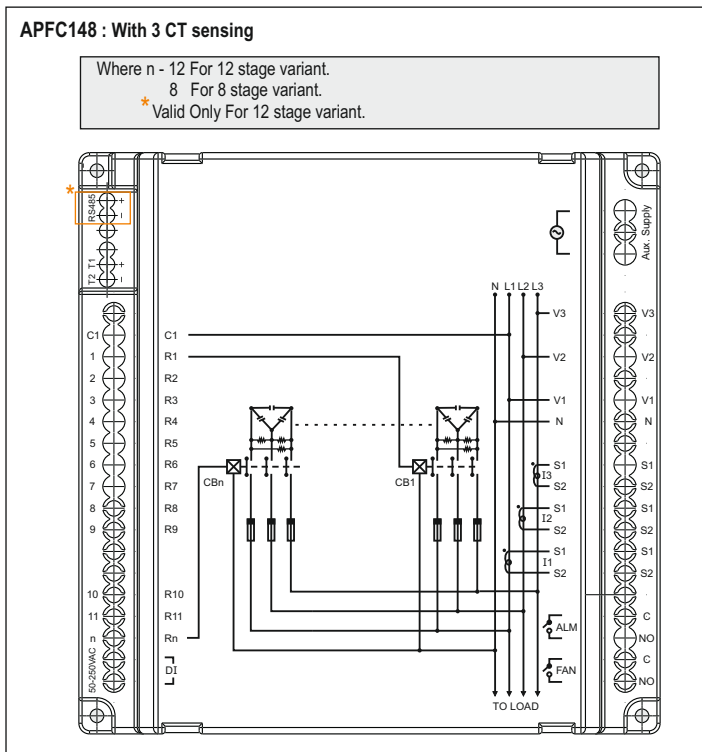 APFC148 : With 3 CT sensing
Where n - 12 For 12 stage variant.
8 For 8 stage variant.
* Valid Only For 12 stage variant.
*
RS485
+
-
T1
T2
+
-
Aux. Supply
N L1 L2 L3
V3
V3
C1
C1
1
R1
V2
V2
2
R2
3
R3
V1
V1
4
R4
N
N
5
R5
6
R6
CBn
CB1
S1
I3
S2
S1
S2
7
R7
8
R8
S1
I2
S2
S1
S2
9
R9
S1
I1
S2
S1
S2
10
R10
11
R11
C
n
Rn
ALM
NO
50-250VAC
DI
FAN
C
NO
TO LOAD